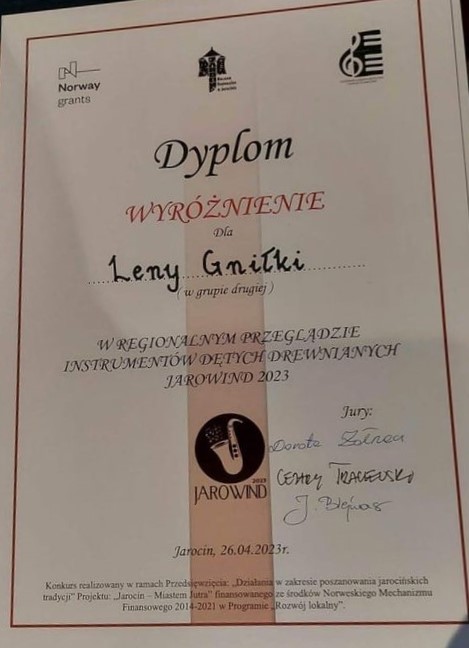 Norway
grants
Dyplom
WYRÓŻNIENIE
Dla
Leny Gniłki
( w grupie drugiej )
W REGIONALNYM PRZEGLĄDZIE
INSTRUMENTÓW DĘTYCH DREWNIANYCH
JAROWIND 2023
Jury:
Dorota
2023
JAROWIND
J.
Jarocin, 26.04.2023r.
Konkurs realizowany w ramach Przedsięwzięcia: „Działania w zakresie poszanowania jarocińskich
tradycji” Projektu: „Jarocin – Miastem Jutra” finansowanego ze środków Norweskiego Mechanizmu
Finansowego 2014-2021 w Programie „Rozwój lokalny”.